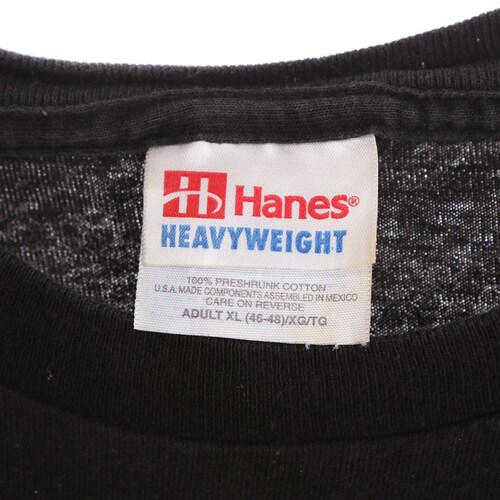 Hanes®
HEAVYWEIGHT
100% PRESHRUNK COTTON
U.S.A. MADE COMPONENTS ASSEMBLED IN MEXICO
CARE ON REVERSE
ADULT XL (46-48)/XG/TG